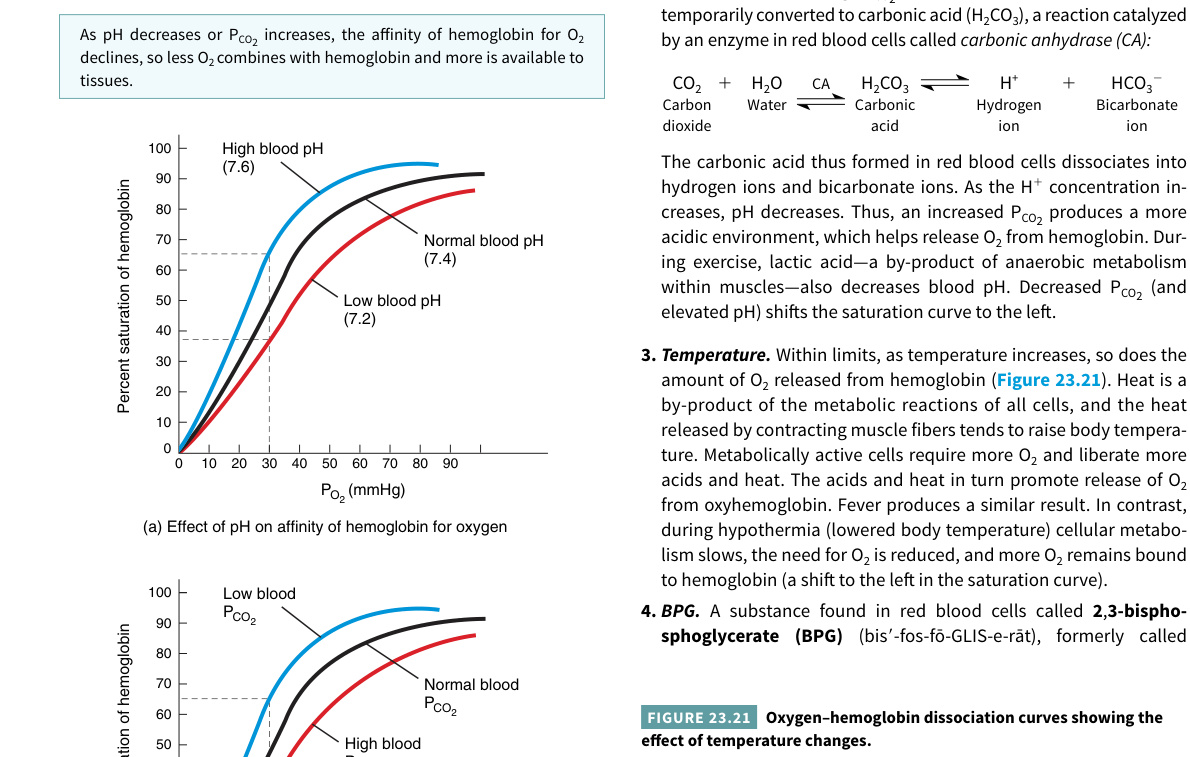 As pH decreases or PCO2 increases, the affinity of hemoglobin for O2
declines, so less O2 combines with hemoglobin and more is available to
tissues.
100
90
80
70
60
50
40
30
20
10
0
Percent saturation of hemoglobin
High blood pH
(7.6)
Normal blood pH
(7.4)
Low blood pH
(7.2)
0 10 20 30 40 50 60 70 80 90
PO2 (mmHg)
(a) Effect of pH on affinity of hemoglobin for oxygen
100
90
80
70
60
50
ation of hemoglobin
Low blood
PCO2
Normal blood
PCO2
High blood
temporarily converted to carbonic acid (H2CO3), a reaction catalyzed
by an enzyme in red blood cells called carbonic anhydrase (CA):
CO2 + H2O CA ⇌ H2CO3 ⇌ H+ + HCO3−
Carbon Water Carbonic Hydrogen Bicarbonate
dioxide acid ion ion
The carbonic acid thus formed in red blood cells dissociates into
hydrogen ions and bicarbonate ions. As the H+ concentration in-
creases, pH decreases. Thus, an increased PCO2 produces a more
acidic environment, which helps release O2 from hemoglobin. Dur-
ing exercise, lactic acid—a by-product of anaerobic metabolism
within muscles—also decreases blood pH. Decreased PCO2 (and
elevated pH) shifts the saturation curve to the left.
3. Temperature. Within limits, as temperature increases, so does the
amount of O2 released from hemoglobin (Figure 23.21). Heat is a
by-product of the metabolic reactions of all cells, and the heat
released by contracting muscle fibers tends to raise body tempera-
ture. Metabolically active cells require more O2 and liberate more
acids and heat. The acids and heat in turn promote release of O2
from oxyhemoglobin. Fever produces a similar result. In contrast,
during hypothermia (lowered body temperature) cellular metabo-
lism slows, the need for O2 is reduced, and more O2 remains bound
to hemoglobin (a shift to the left in the saturation curve).
4. BPG. A substance found in red blood cells called 2,3-bispho-
sphoglycerate (BPG) (bis′-fos-fō-GLIS-e-rāt), formerly called
FIGURE 23.21 Oxygen–hemoglobin dissociation curves showing the
effect of temperature changes.